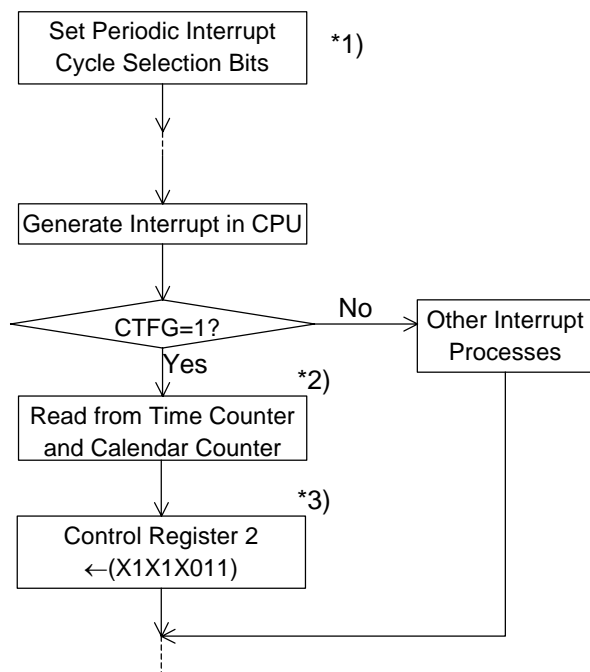 Set Periodic Interrupt
Cycle Selection Bits
*1)
Generate Interrupt in CPU
CTFG=1?
No
Other Interrupt
Processes
Yes
*2)
Read from Time Counter
and Calendar Counter
*3)
Control Register 2
←(X1X1X011)